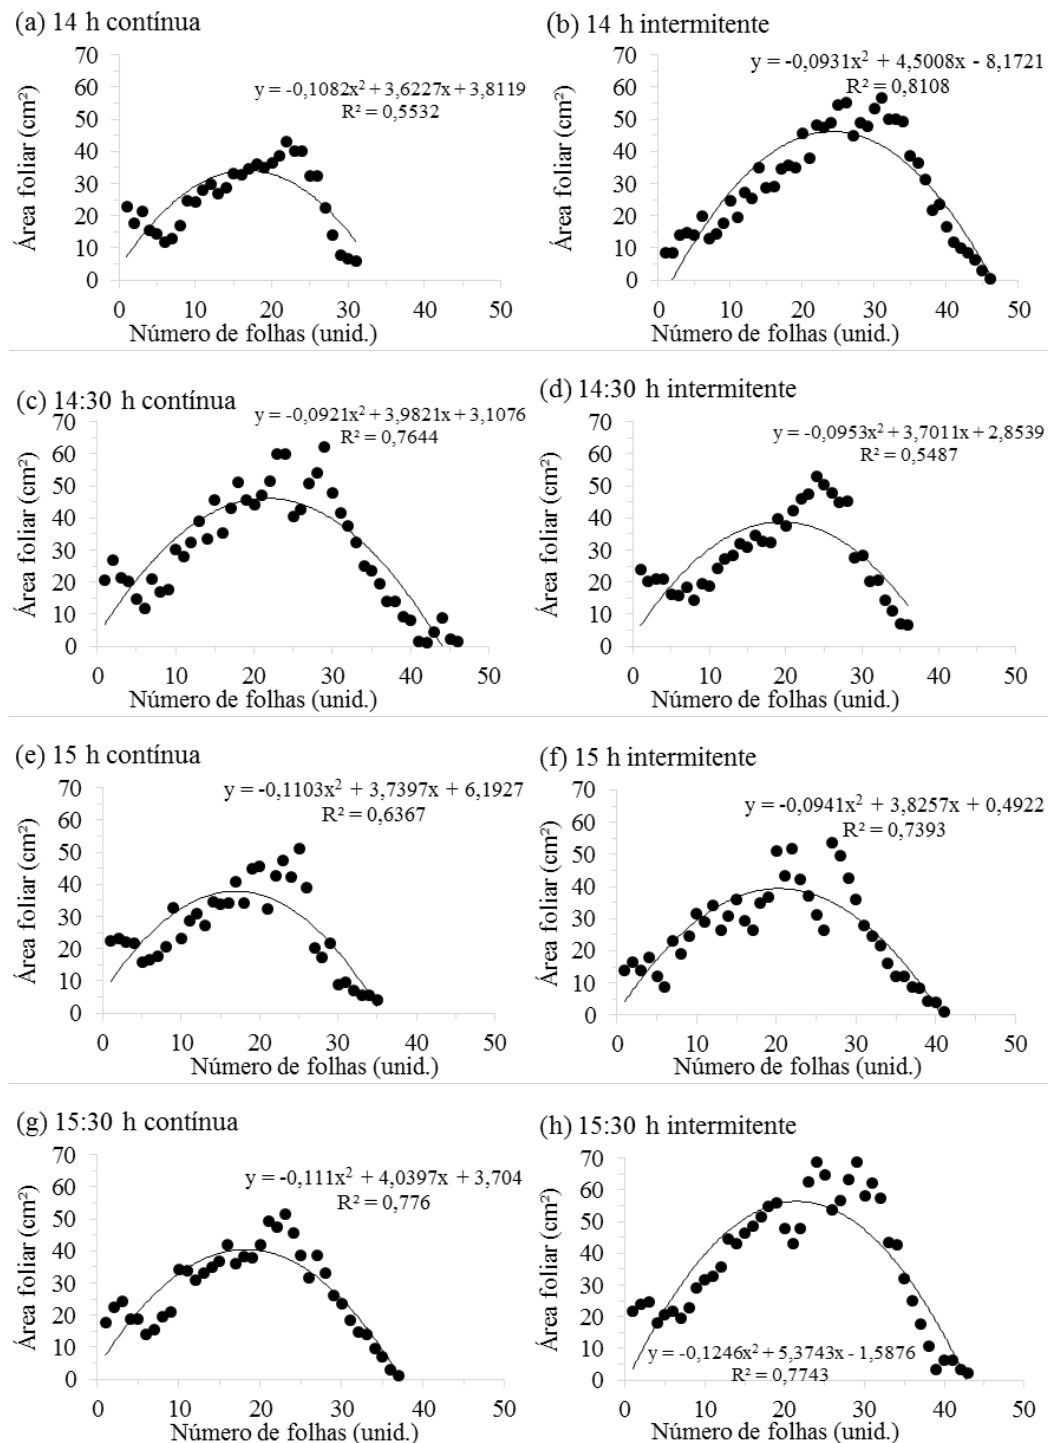 (a) 14 h contínua
y = -0,1082x² + 3,6227x + 3,8119
R² = 0,5532
Área foliar (cm²)
70
60
50
40
30
20
10
0
0 10 20 30 40 50
Número de folhas (unid.)
(b) 14 h intermitente
y = -0,0931x² + 4,5008x - 8,1721
R² = 0,8108
Área foliar (cm²)
70
60
50
40
30
20
10
0
0 10 20 30 40 50
Número de folhas (unid.)
(c) 14:30 h contínua
y = -0,0921x² + 3,9821x + 3,1076
R² = 0,7644
Área foliar (cm²)
70
60
50
40
30
20
10
0
0 10 20 30 40 50
Número de folhas (unid.)
(d) 14:30 h intermitente
y = -0,0953x² + 3,7011x + 2,8539
R² = 0,5487
Área foliar (cm²)
70
60
50
40
30
20
10
0
0 10 20 30 40 50
Número de folhas (unid.)
(e) 15 h contínua
y = -0,1103x² + 3,7397x + 6,1927
R² = 0,6367
Área foliar (cm²)
70
60
50
40
30
20
10
0
0 10 20 30 40 50
Número de folhas (unid.)
(f) 15 h intermitente
y = -0,0941x² + 3,8257x + 0,4922
R² = 0,7393
Área foliar (cm²)
70
60
50
40
30
20
10
0
0 10 20 30 40 50
Número de folhas (unid.)
(g) 15:30 h contínua
y = -0,111x² + 4,0397x + 3,704
R² = 0,776
Área foliar (cm²)
70
60
50
40
30
20
10
0
0 10 20 30 40 50
Número de folhas (unid.)
(h) 15:30 h intermitente
Área foliar (cm²)
70
60
50
40
30
20
10
0
y = -0,1246x² + 5,3743x - 1,5876
R² = 0,7743
0 10 20 30 40 50
Número de folhas (unid.)